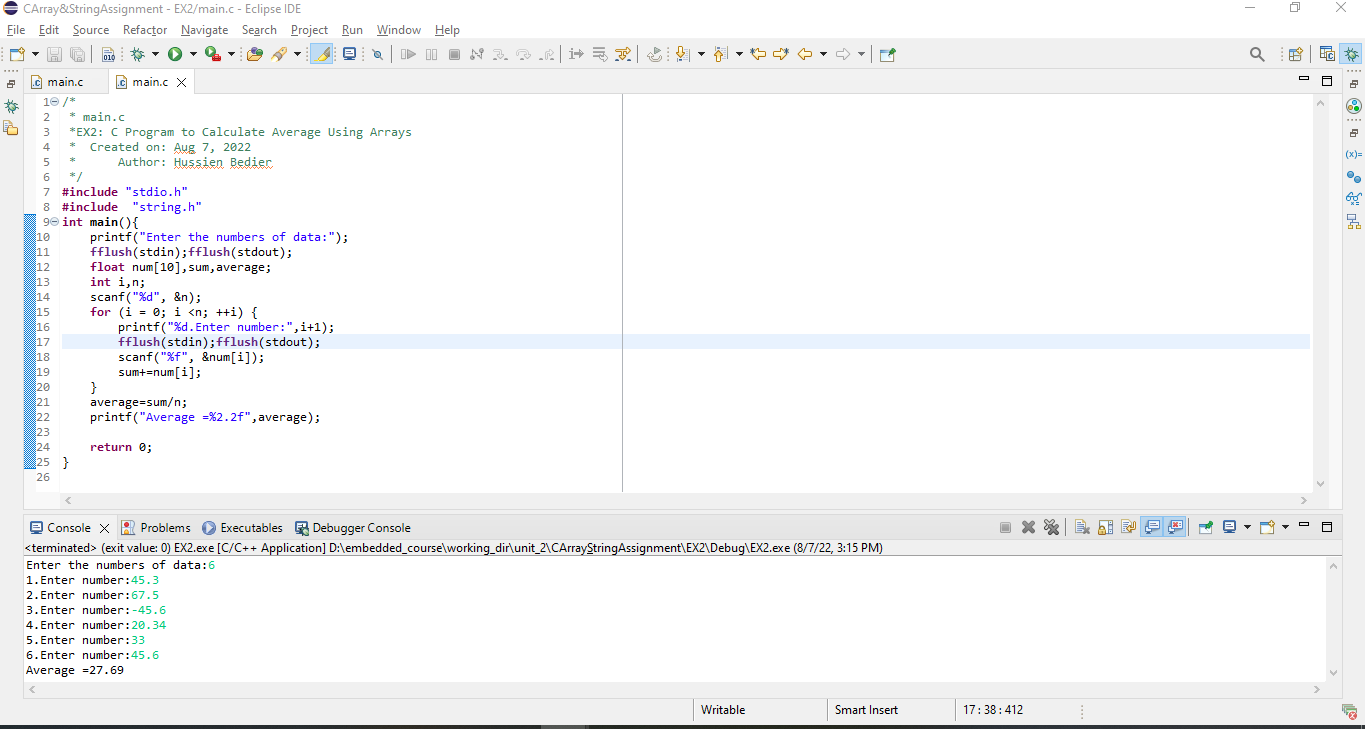 CArray&StringAssignment - EX2/main.c - Eclipse IDE
File Edit Source Refactor Navigate Search Project Run Window Help
main.c main.c
1 /*
2  * main.c
3  *EX2: C Program to Calculate Average Using Arrays
4  *  Created on: Aug 7, 2022
5  *      Author: Hussien Bedier
6  */
7 #include "stdio.h"
8 #include  "string.h"
9 int main(){
10     printf("Enter the numbers of data:");
11     fflush(stdin);fflush(stdout);
12     float num[10],sum,average;
13     int i,n;
14     scanf("%d", &n);
15     for (i = 0; i <n; ++i) {
16         printf("%d.Enter number:",i+1);
17         fflush(stdin);fflush(stdout);
18         scanf("%f", &num[i]);
19         sum+=num[i];
20     }
21     average=sum/n;
22     printf("Average =%2.2f",average);
23
24     return 0;
25 }
26
Console Problems Executables Debugger Console
<terminated> (exit value: 0) EX2.exe [C/C++ Application] D:\embedded_course\working_dir\unit_2\CArrayStringAssignment\EX2\Debug\EX2.exe (8/7/22, 3:15 PM)
Enter the numbers of data:6
1.Enter number:45.3
2.Enter number:67.5
3.Enter number:-45.6
4.Enter number:20.34
5.Enter number:33
6.Enter number:45.6
Average =27.69
Writable Smart Insert 17 : 38 : 412